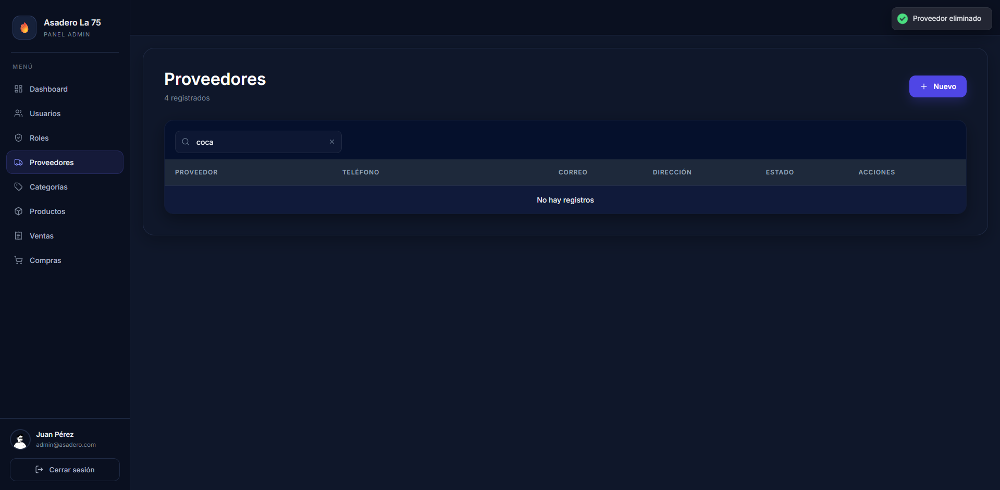 Asadero La 75
PANEL ADMIN
MENÚ
Dashboard
Usuarios
Roles
Proveedores
Categorías
Productos
Ventas
Compras
Juan Pérez
admin@asadero.com
Cerrar sesión
Proveedor eliminado
Proveedores
4 registrados
Nuevo
coca
PROVEEDOR TELÉFONO CORREO DIRECCIÓN ESTADO ACCIONES
No hay registros